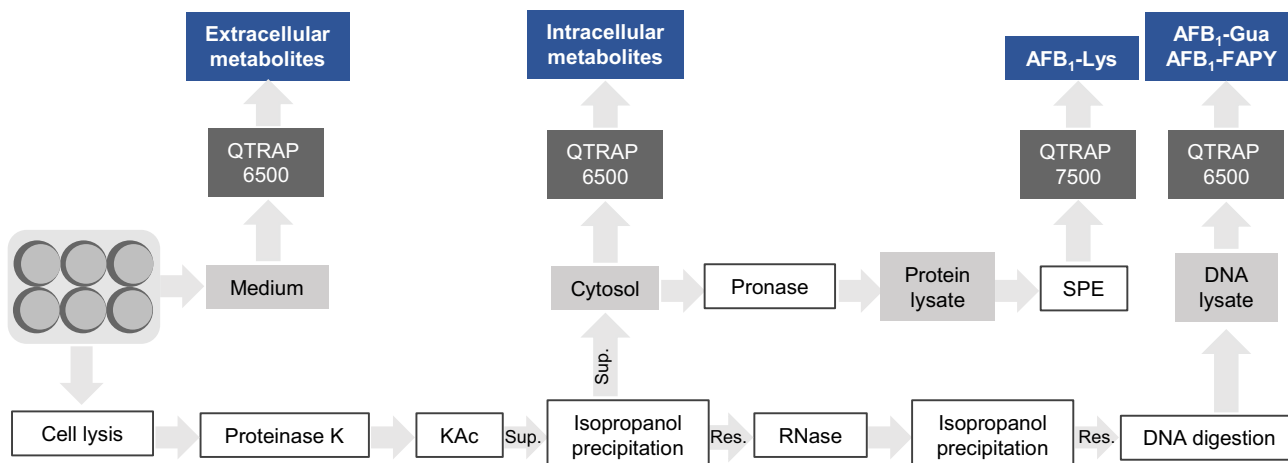 Extracellular
metabolites
Intracellular
metabolites
AFB₁-Lys
AFB₁-Gua
AFB₁-FAPY
QTRAP
6500
QTRAP
6500
QTRAP
7500
QTRAP
6500
Medium
Cytosol
Pronase
Protein
lysate
SPE
DNA
lysate
Sup.
Cell lysis
Proteinase K
KAc
Sup.
Isopropanol
precipitation
Res.
RNase
Isopropanol
precipitation
Res.
DNA digestion